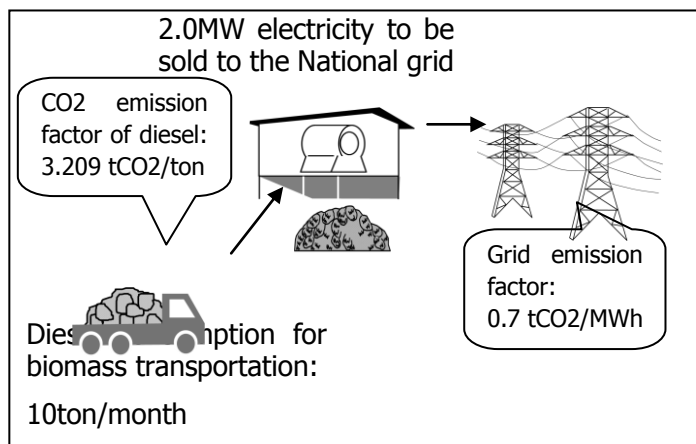 2.0MW electricity to be
sold to the National grid
CO2 emission
factor of diesel:
3.209 tCO2/ton
Grid emission
factor:
0.7 tCO2/MWh
Dies mption for
biomass transportation:
10ton/month